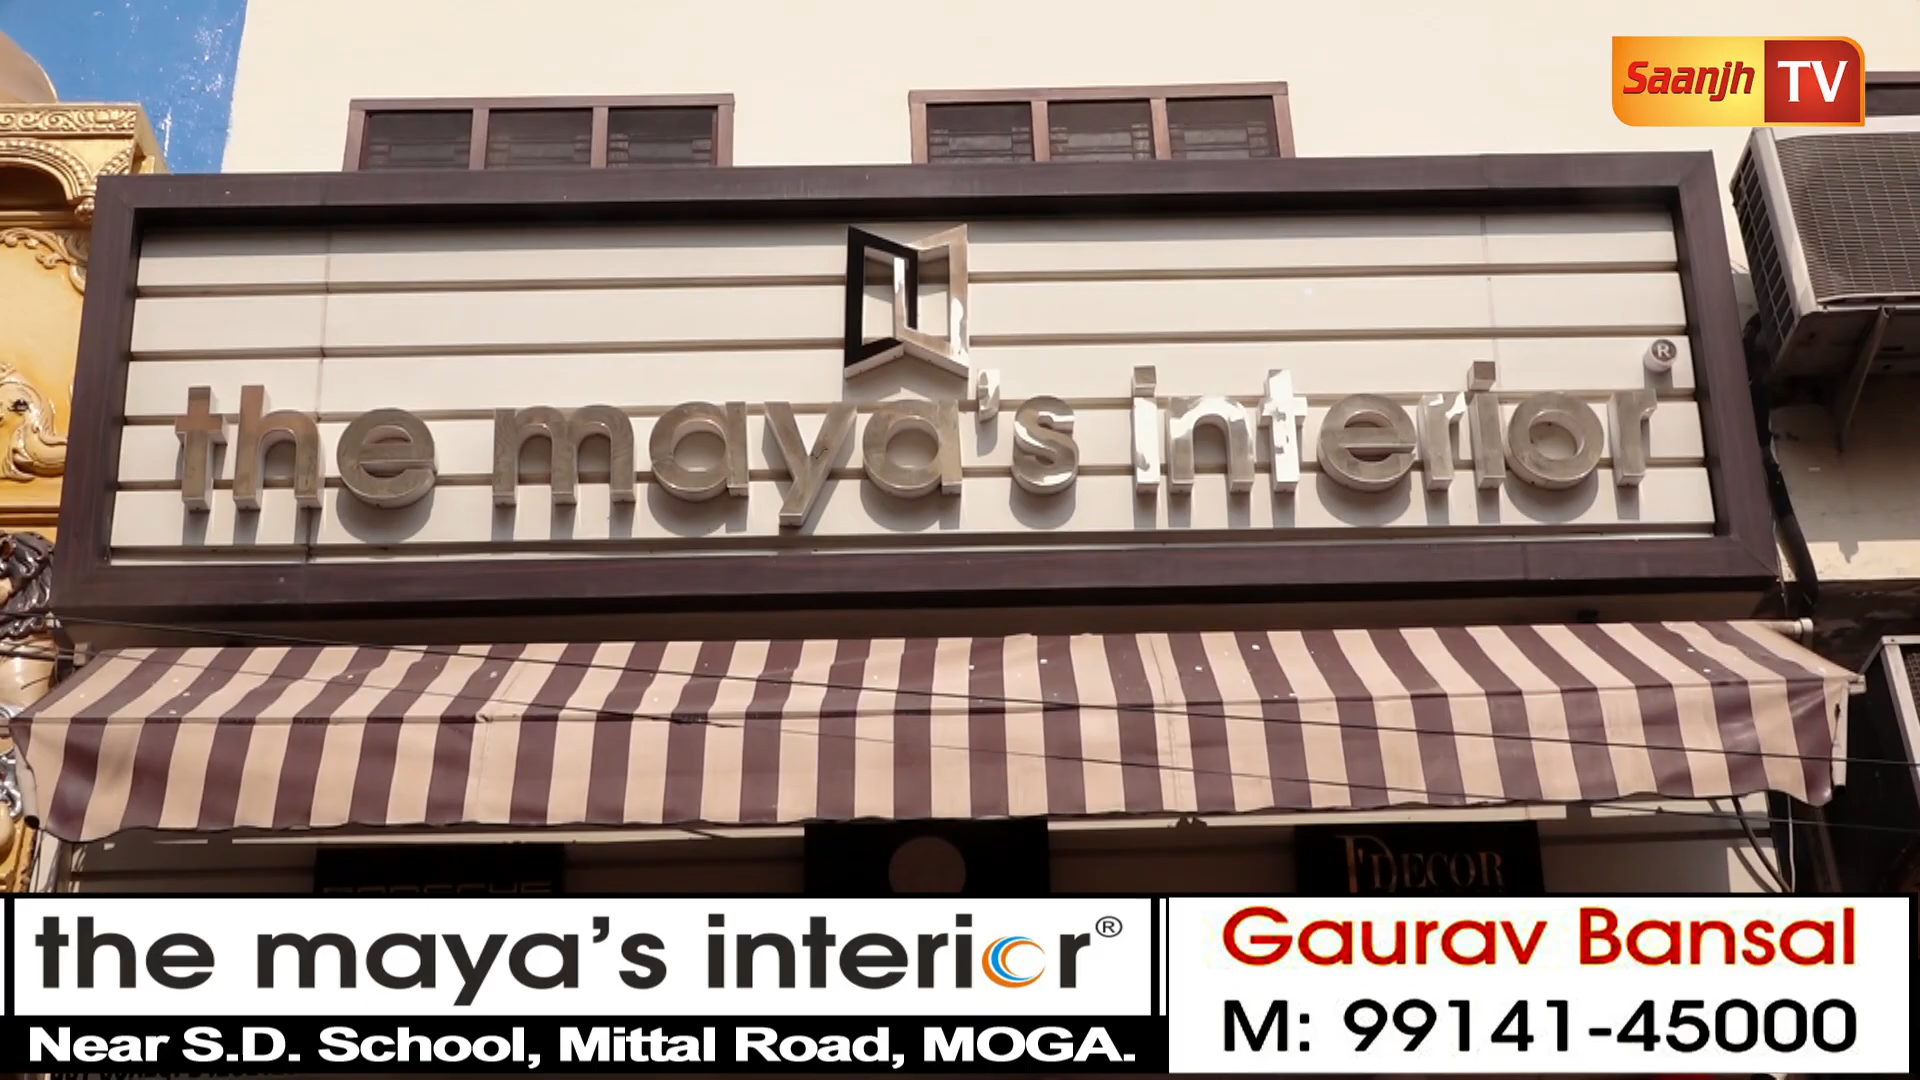 Saanjh TV
the maya's interior ®
DECOR
the maya's interior®
Near S.D. School, Mittal Road, MOGA.
Gaurav Bansal
M: 99141-45000